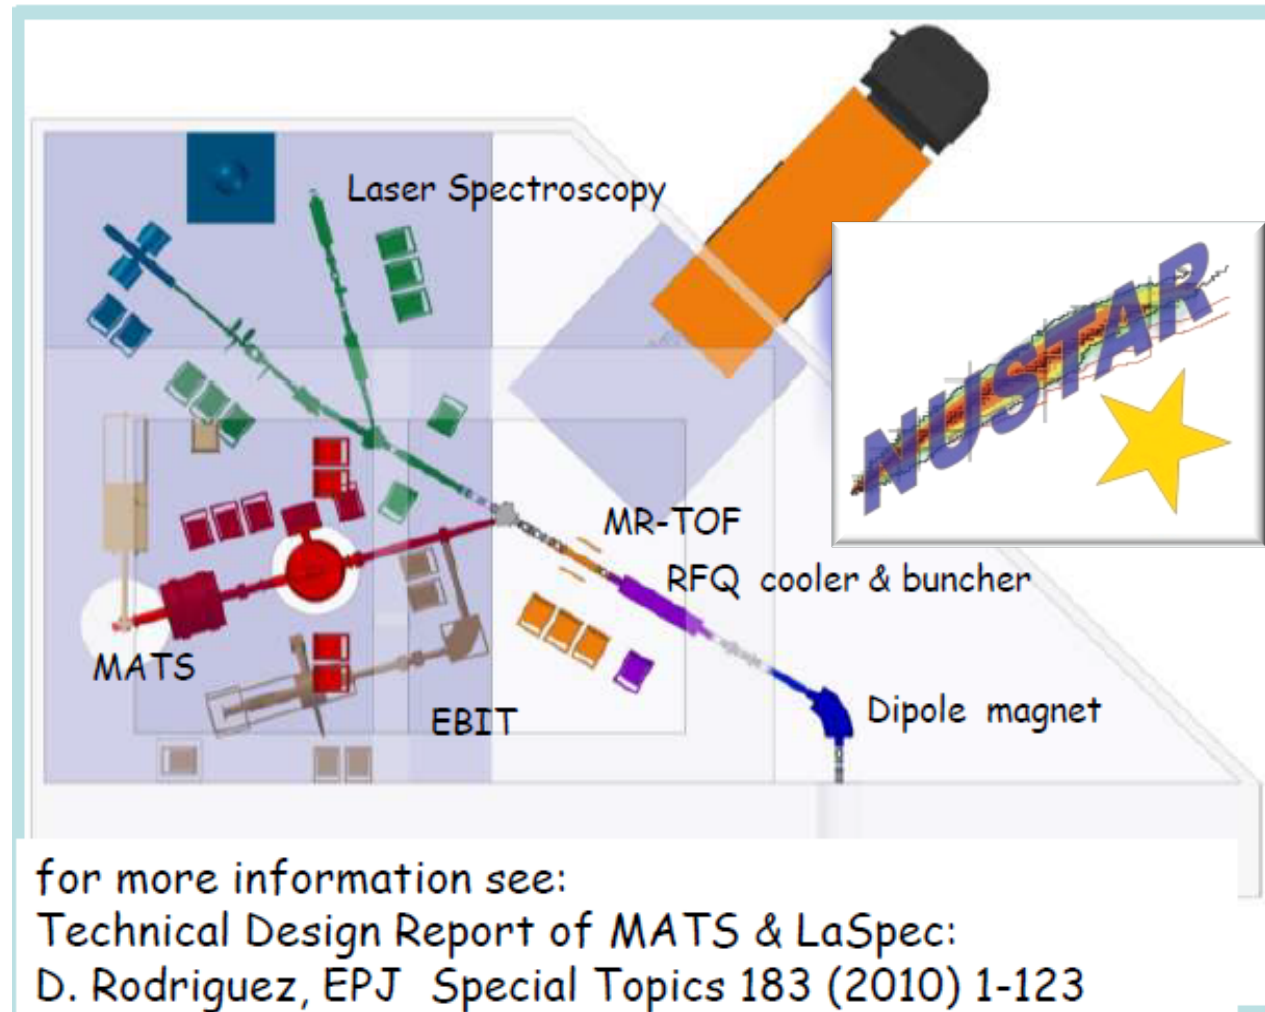 Laser Spectroscopy
NUSTAR
MR-TOF
RFQ cooler & buncher
MATS
EBIT
Dipole magnet
for more information see:
Technical Design Report of MATS & LaSpec:
D. Rodriguez, EPJ Special Topics 183 (2010) 1-123